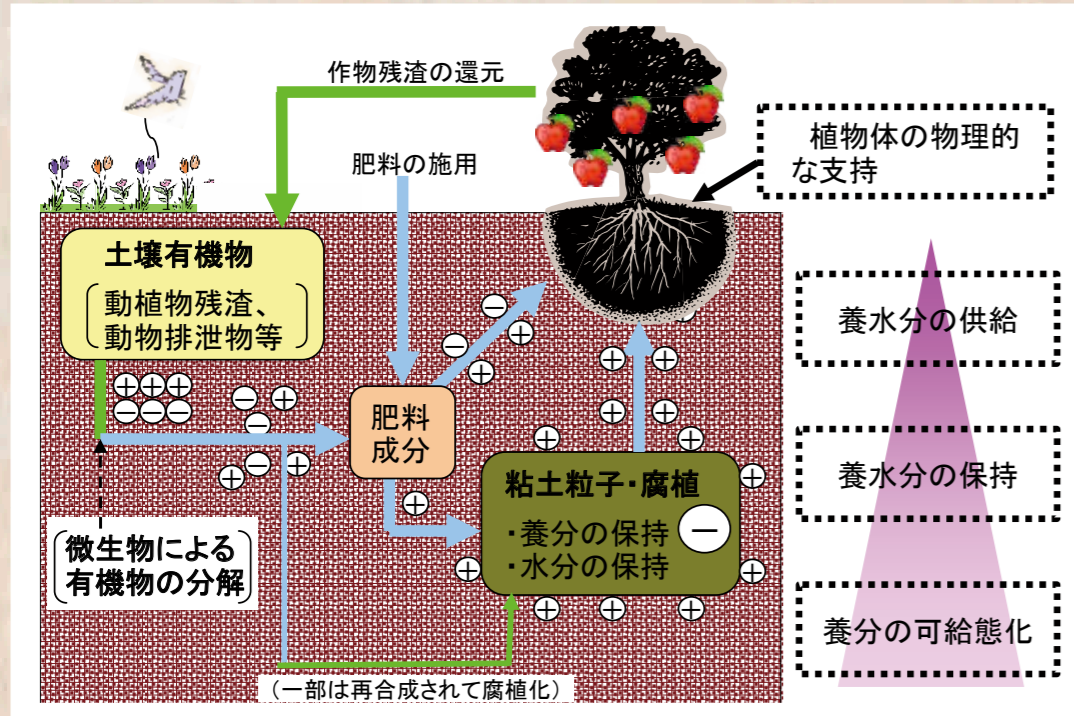 作物残渣の還元
肥料の施用
植物体の物理的
な支持
土壌有機物
動植物残渣、
動物排泄物等
養水分の供給
肥料
成分
養水分の保持
粘土粒子・腐植
・養分の保持
・水分の保持
微生物による
有機物の分解
養分の可給態化
（一部は再合成されて腐植化）